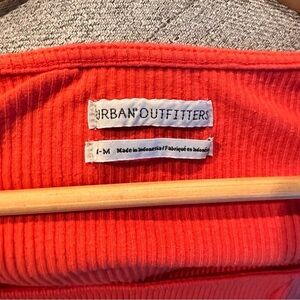 URBAN OUTFITTERS
I-M Made in Indonesia / Fabriqué en Indonésie